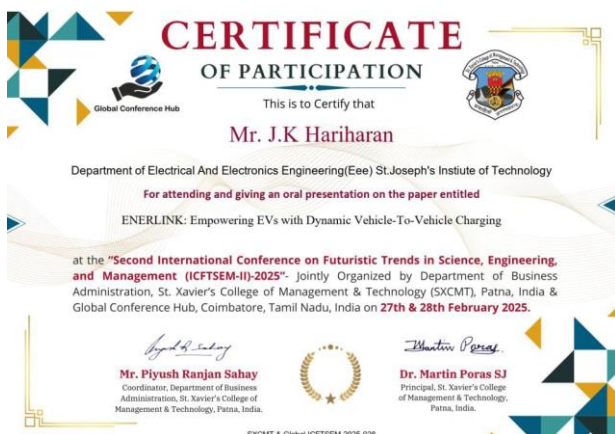 CERTIFICATE
OF PARTICIPATION
Global Conference Hub
This is to Certify that
Mr. J.K Hariharan
Department of Electrical And Electronics Engineering(Eee) St.Joseph's Instiute of Technology
For attending and giving an oral presentation on the paper entitled
ENERLINK: Empowering EVs with Dynamic Vehicle-To-Vehicle Charging
at the "Second International Conference on Futuristic Trends in Science, Engineering,
and Management (ICFTSEM-II)-2025"- Jointly Organized by Department of Business
Administration, St. Xavier's College of Management & Technology (SXCMT), Patna, India &
Global Conference Hub, Coimbatore, Tamil Nadu, India on 27th & 28th February 2025.
Martin Poras
Mr. Piyush Ranjan Sahay
Coordinator, Department of Business
Administration, St. Xavier's College of
Management & Technology, Patna, India.
Dr. Martin Poras SJ
Principal, St. Xavier's College
of Management & Technology,
Patna, India.